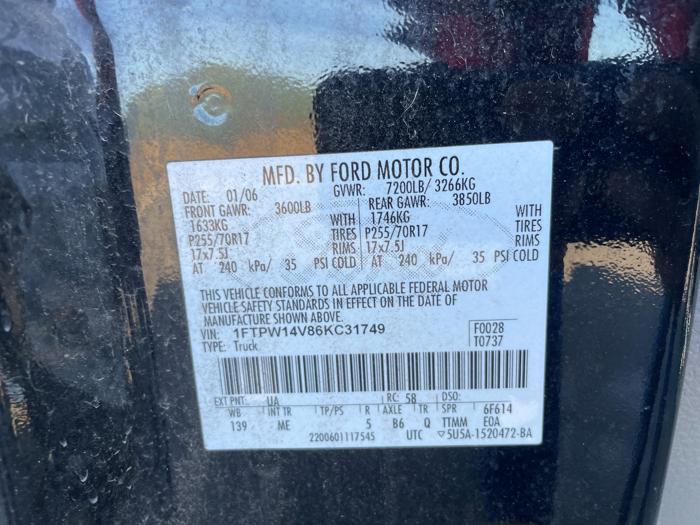 MFD. BY FORD MOTOR CO.
DATE: 01/06 GVWR: 7200LB/ 3266KG
FRONT GAWR: 3600LB REAR GAWR: 3850LB
1633KG WITH 1746KG WITH
P255/70R17 TIRES P255/70R17 TIRES
17x7.5J RIMS 17x7.5J RIMS
AT 240 kPa/ 35 PSI COLD AT 240 kPa/ 35 PSI COLD
THIS VEHICLE CONFORMS TO ALL APPLICABLE FEDERAL MOTOR
VEHICLE SAFETY STANDARDS IN EFFECT ON THE DATE OF
MANUFACTURE SHOWN ABOVE.
VIN: 1FTPW14V86KC31749 F0028
TYPE: Truck T0737
EXT PNT: UA RC: 58 DSO:
WB INT TR TP/PS R AXLE TR SPR 6F614
139 ME 5 B6 Q TTMM E0A
2200601117545 UTC ▽5U5A-1520472-BA